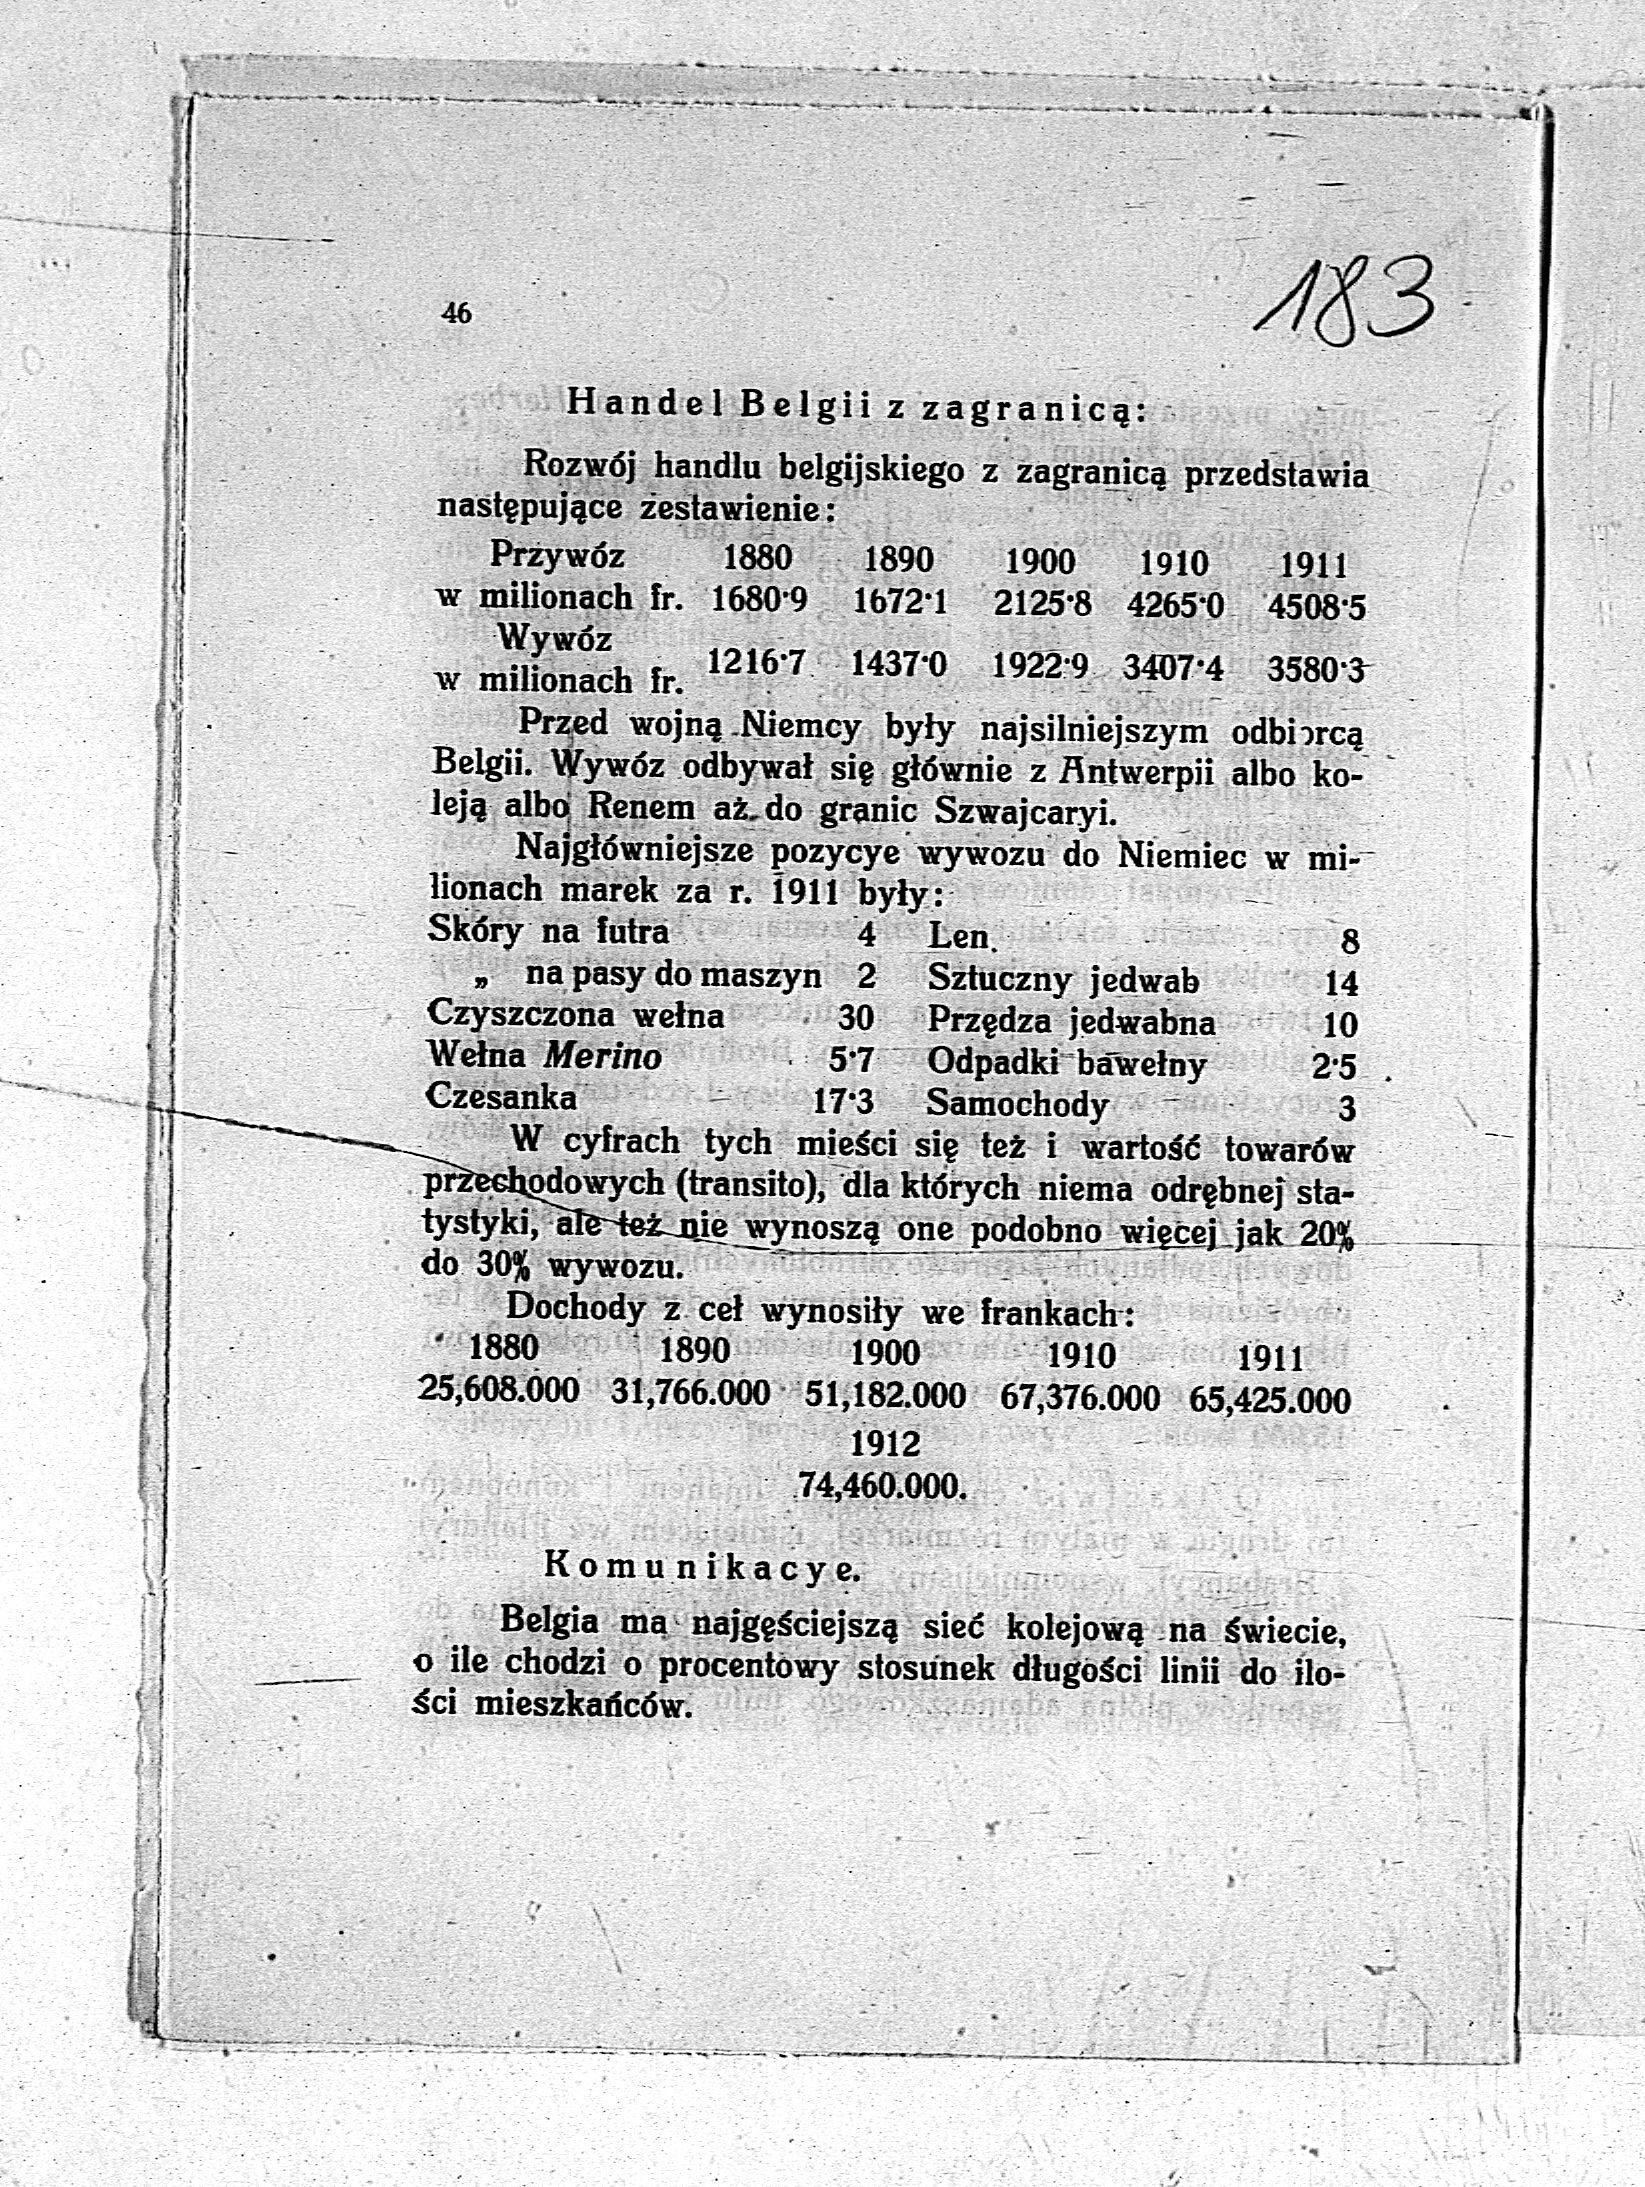 46
183
Handel Belgii z zagranicą:
Rozwój handlu belgijskiego z zagranicą przedstawia
następujące zestawienie:
Przywóz 1880 1890 1900 1910 1911
w milionach fr. 1680·9 1672·1 2125·8 4265·0 4508·5
Wywóz
w milionach fr. 1216·7 1437·0 1922·9 3407·4 3580·3
Przed wojną Niemcy były najsilniejszym odbiorcą
Belgii. Wywóz odbywał się głównie z Antwerpii albo ko-
leją albo Renem aż do granic Szwajcaryi.
Najgłówniejsze pozycye wywozu do Niemiec w mi-
lionach marek za r. 1911 były:
Skóry na futra 4 Len. 8
„ na pasy do maszyn 2 Sztuczny jedwab 14
Czyszczona wełna 30 Przędza jedwabna 10
Wełna Merino 5·7 Odpadki bawełny 2·5
Czesanka 17·3 Samochody 3
W cyfrach tych mieści się też i wartość towarów
przechodowych (transito), dla których niema odrębnej sta-
tystyki, ale też nie wynoszą one podobno więcej jak 20%
do 30% wywozu.
Dochody z ceł wynosiły we frankach:
1880 1890 1900 1910 1911
25,608.000 31,766.000 51,182.000 67,376.000 65,425.000
1912
74,460.000.
Komunikacye.
Belgia ma najgęściejszą sieć kolejową na świecie,
o ile chodzi o procentowy stosunek długości linii do ilo-
ści mieszkańców.